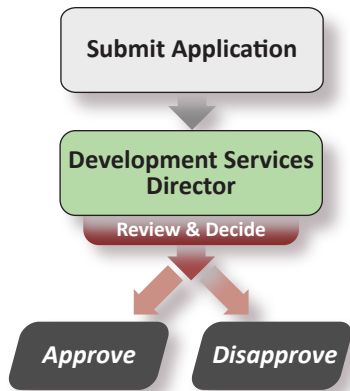 Submit Application
Development Services
Director
Review & Decide
Approve
Disapprove